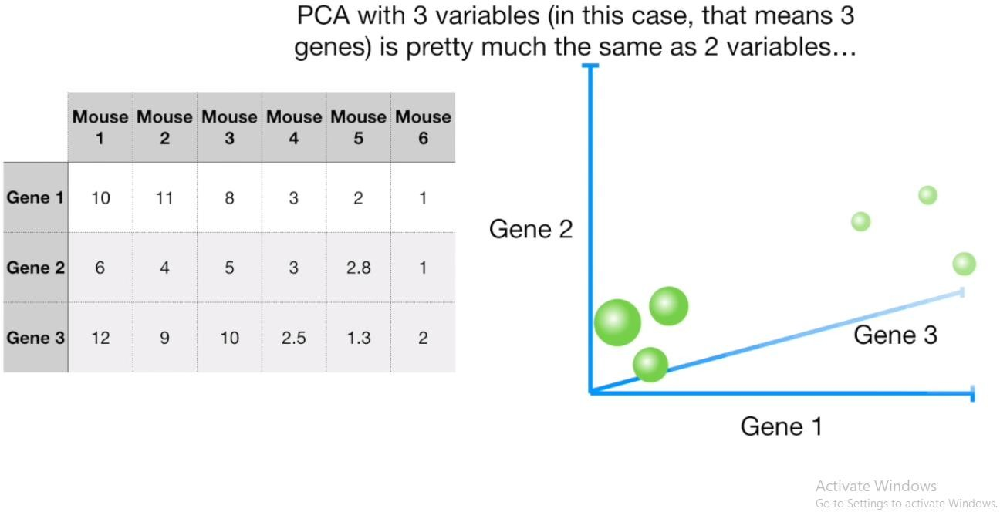 PCA with 3 variables (in this case, that means 3
genes) is pretty much the same as 2 variables…
Mouse 1 Mouse 2 Mouse 3 Mouse 4 Mouse 5 Mouse 6
Gene 1 10 11 8 3 2 1
Gene 2 6 4 5 3 2.8 1
Gene 3 12 9 10 2.5 1.3 2
Gene 2
Gene 3
Gene 1
Activate Windows
Go to Settings to activate Windows.